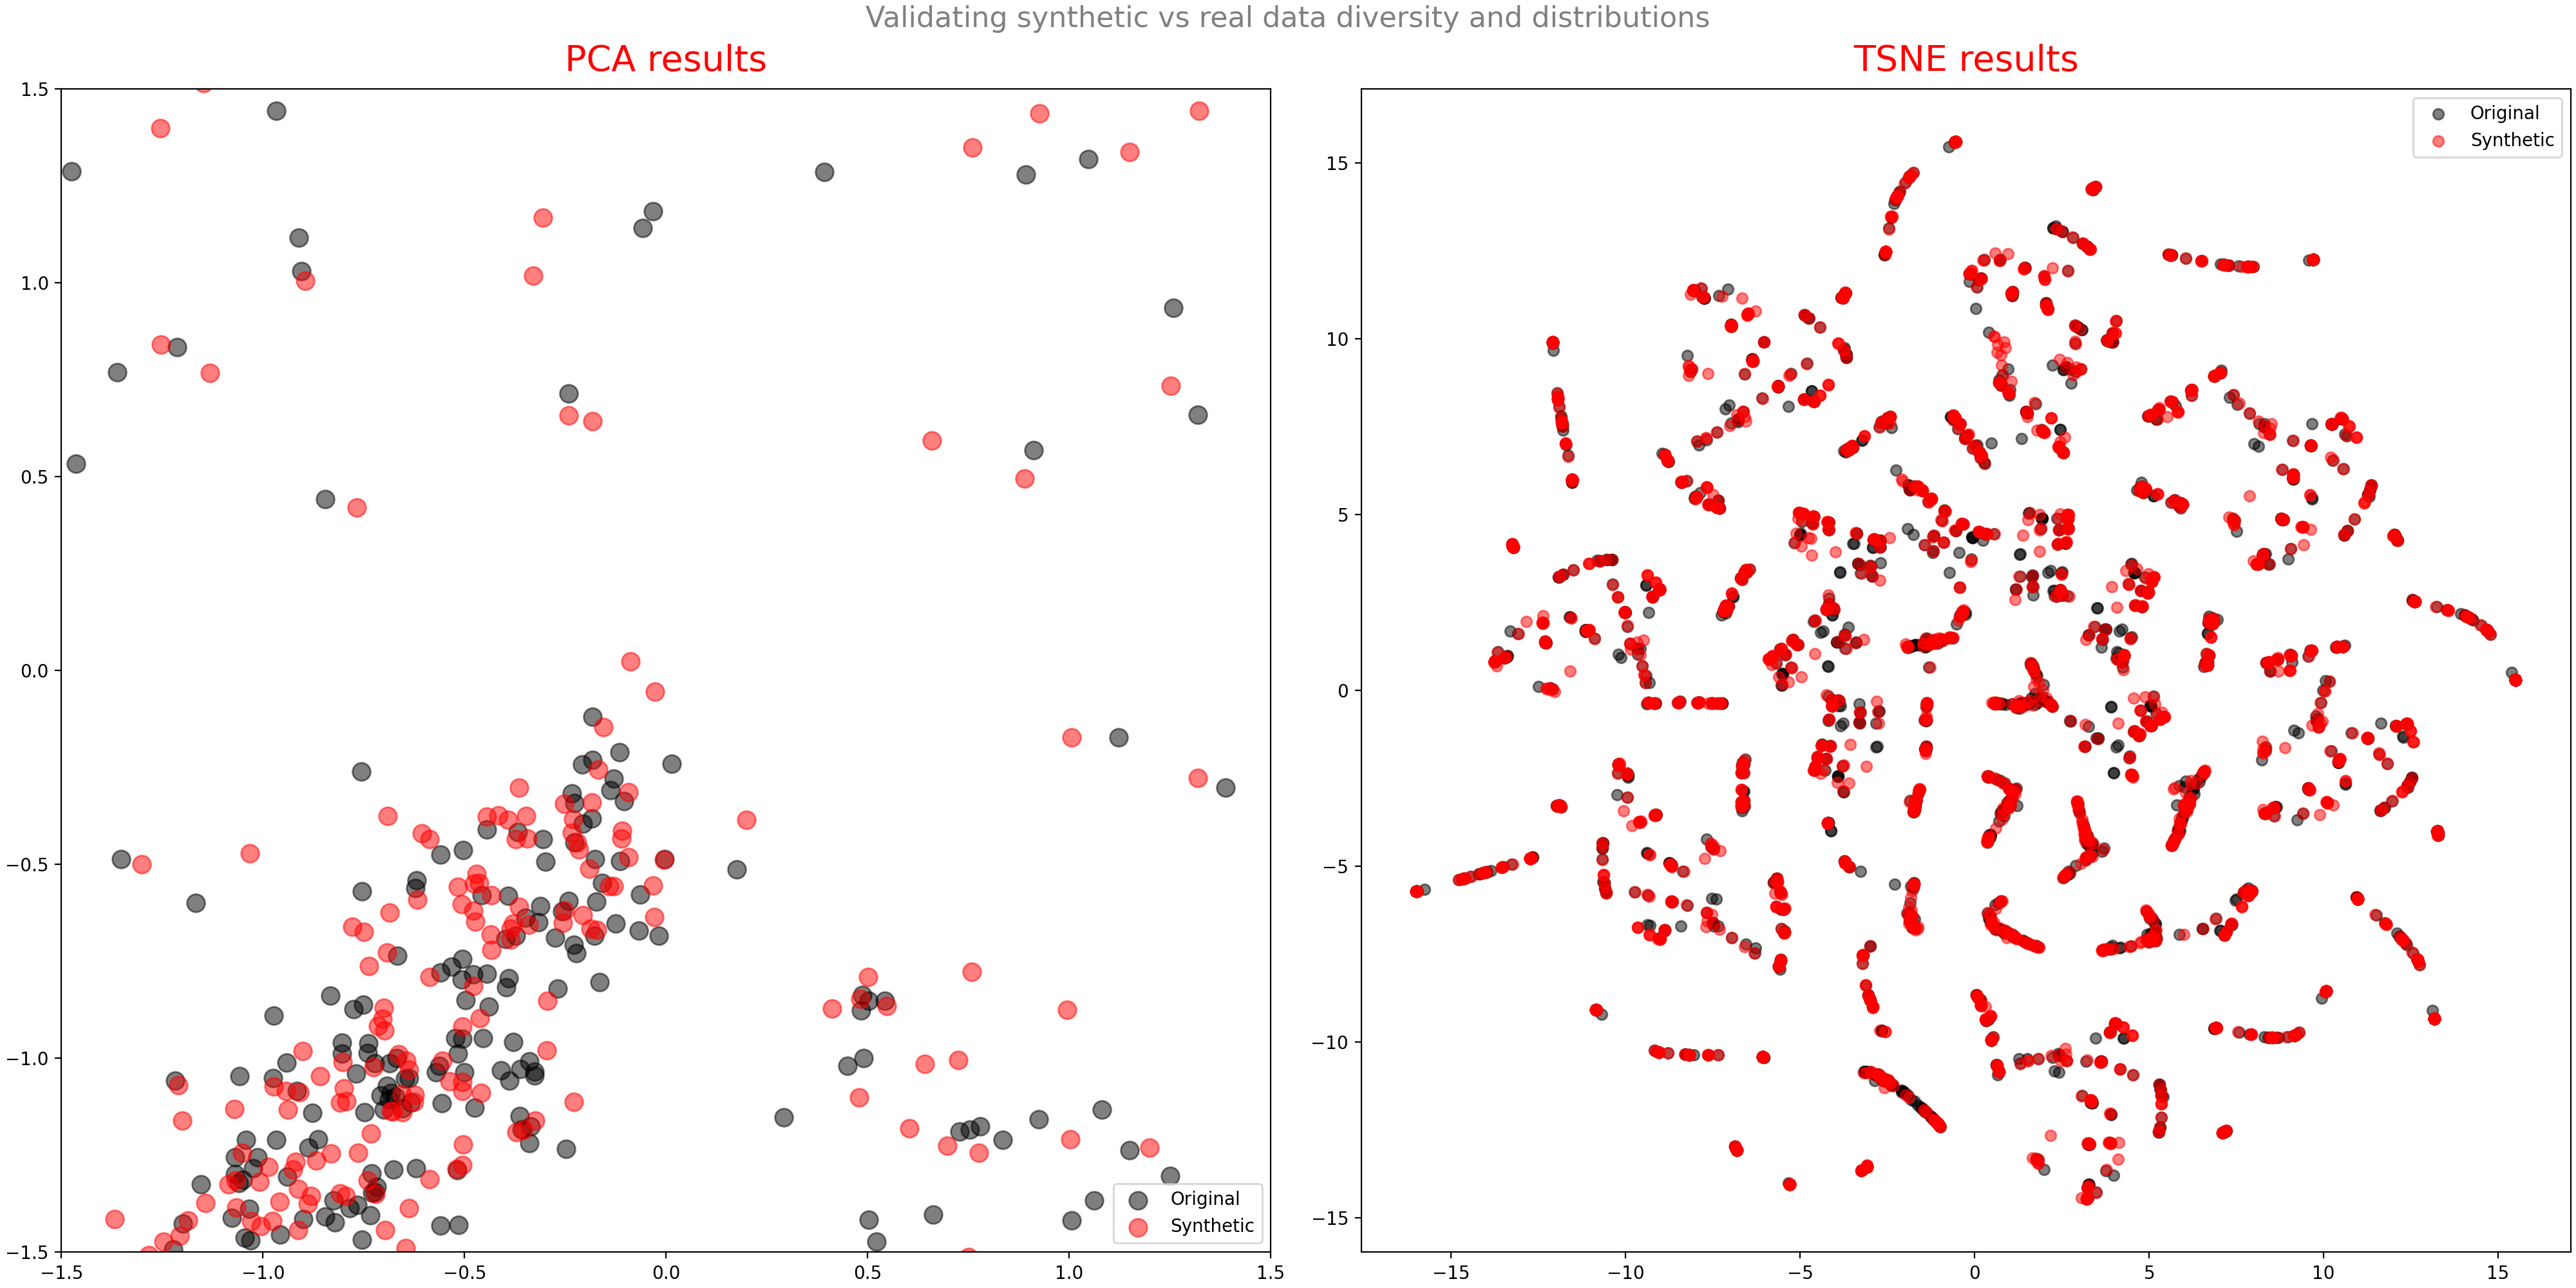 Validating synthetic vs real data diversity and distributions
PCA results
1.5
1.0
0.5
0.0
−0.5
−1.0
−1.5
−1.5 −1.0 −0.5 0.0 0.5 1.0 1.5
Original
Synthetic
TSNE results
15
10
5
0
−5
−10
−15
−15 −10 −5 0 5 10 15
Original
Synthetic